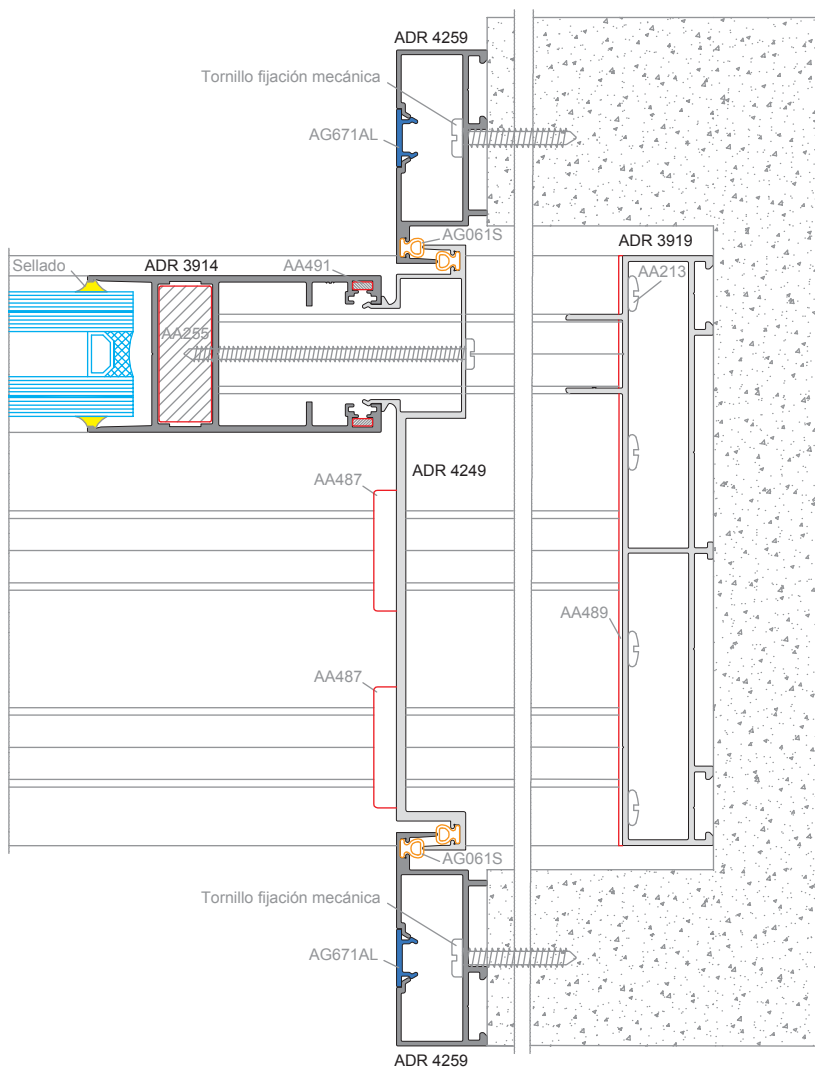 ADR 4259
Tornillo fijación mecánica
AG671AL
AG061S
ADR 3919
Sellado
ADR 3914
AA491
AA213
AA255
AA487
ADR 4249
AA489
AA487
AG061S
Tornillo fijación mecánica
AG671AL
ADR 4259